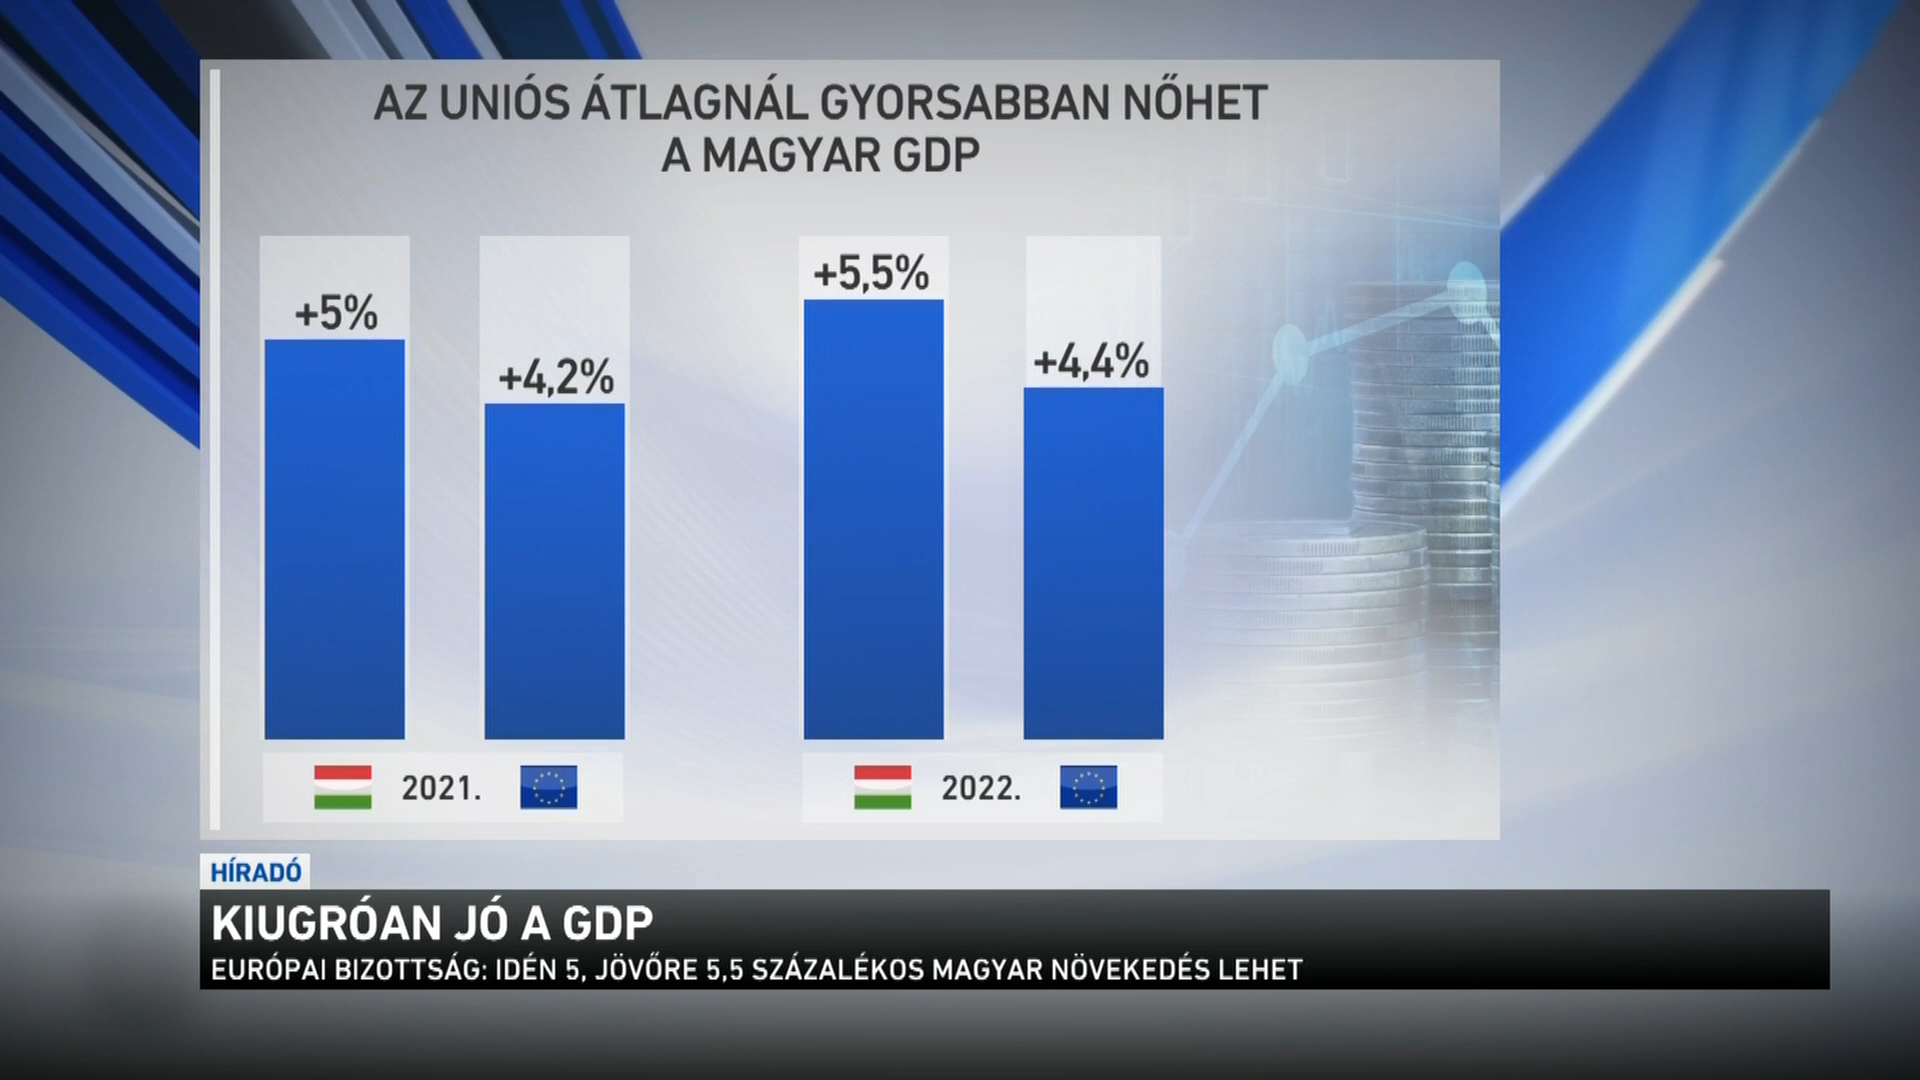 AZ UNIÓS ÁTLAGNÁL GYORSABBAN NŐHET
A MAGYAR GDP
+5%
+4,2%
+5,5%
+4,4%
2021.
2022.
HÍRADÓ
KIUGRÓAN JÓ A GDP
EURÓPAI BIZOTTSÁG: IDÉN 5, JÖVŐRE 5,5 SZÁZALÉKOS MAGYAR NÖVEKEDÉS LEHET